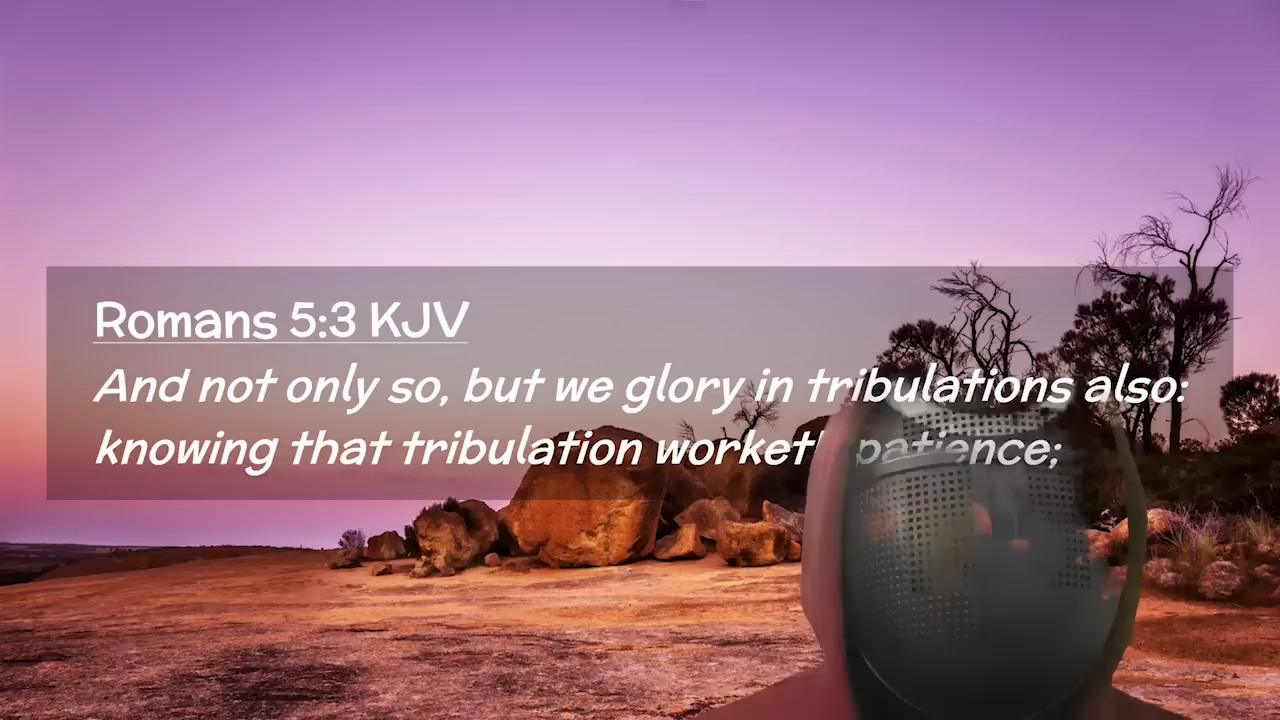 Romans 5:3 KJV
And not only so, but we glory in tribulations also:
knowing that tribulation worketh patience;